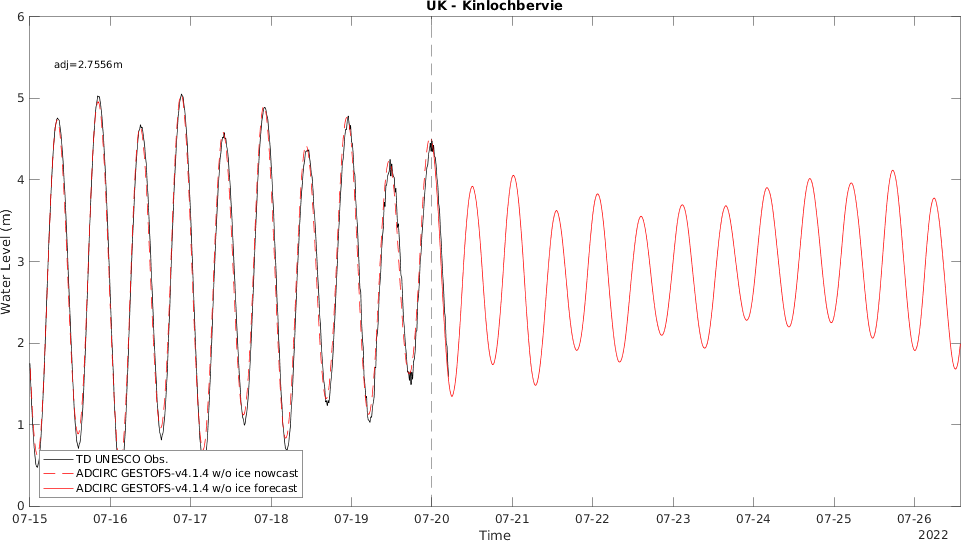 UK - Kinlochbervie
6
adj=2.7556m
5
4
3
2
1
0
Water Level (m)
TD UNESCO Obs.
ADCIRC GESTOFS-v4.1.4 w/o ice nowcast
ADCIRC GESTOFS-v4.1.4 w/o ice forecast
07-15 07-16 07-17 07-18 07-19 07-20 07-21 07-22 07-23 07-24 07-25 07-26
Time
2022